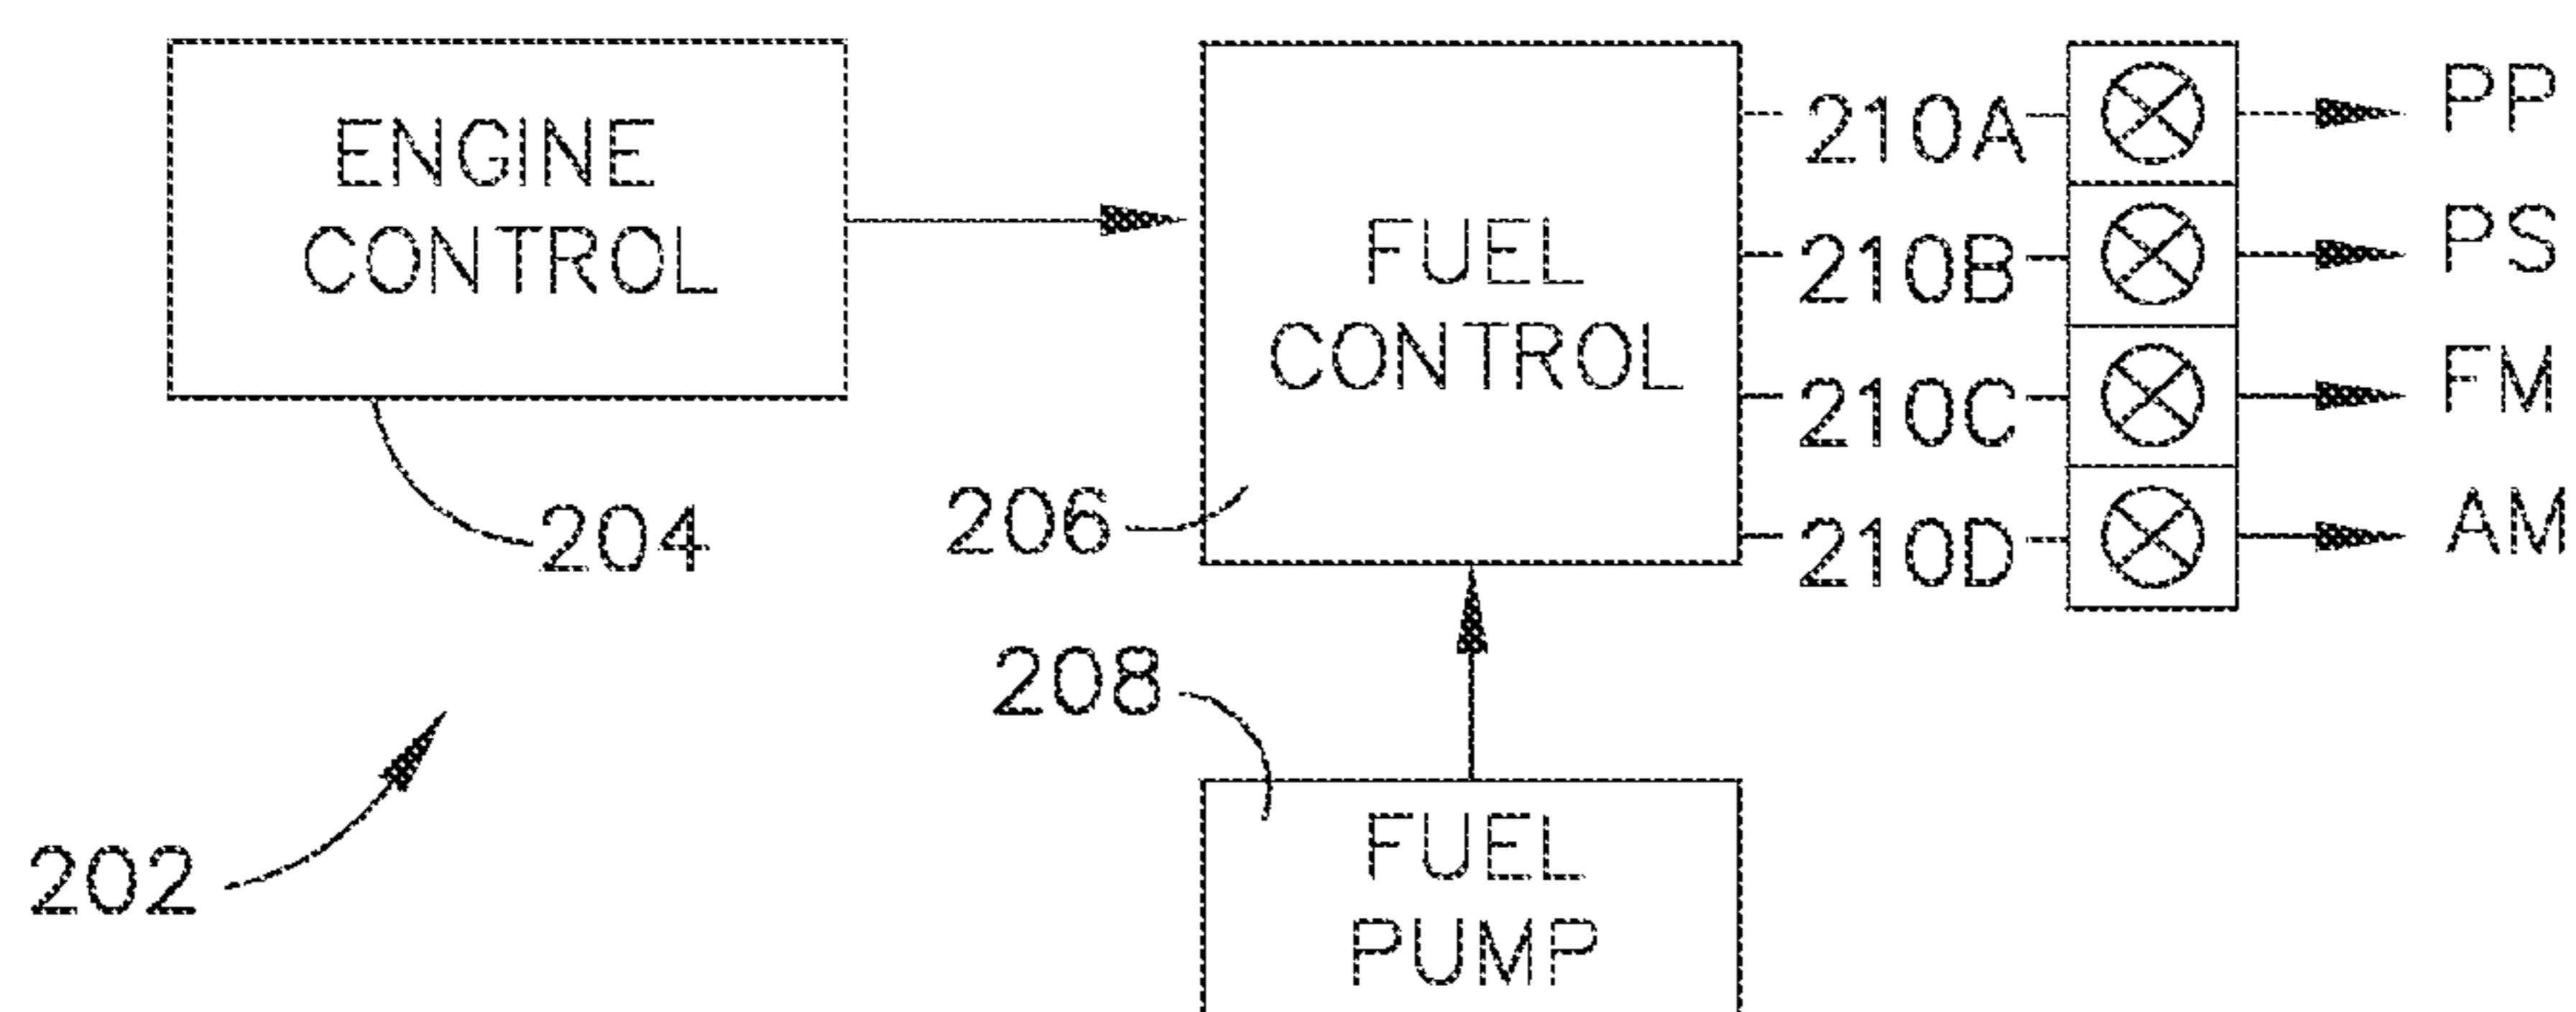 ENGINE
CONTROL
204
FUEL
CONTROL
206
210A
PP
210B
PS
210C
FM
210D
AM
208
FUEL
PUMP
202